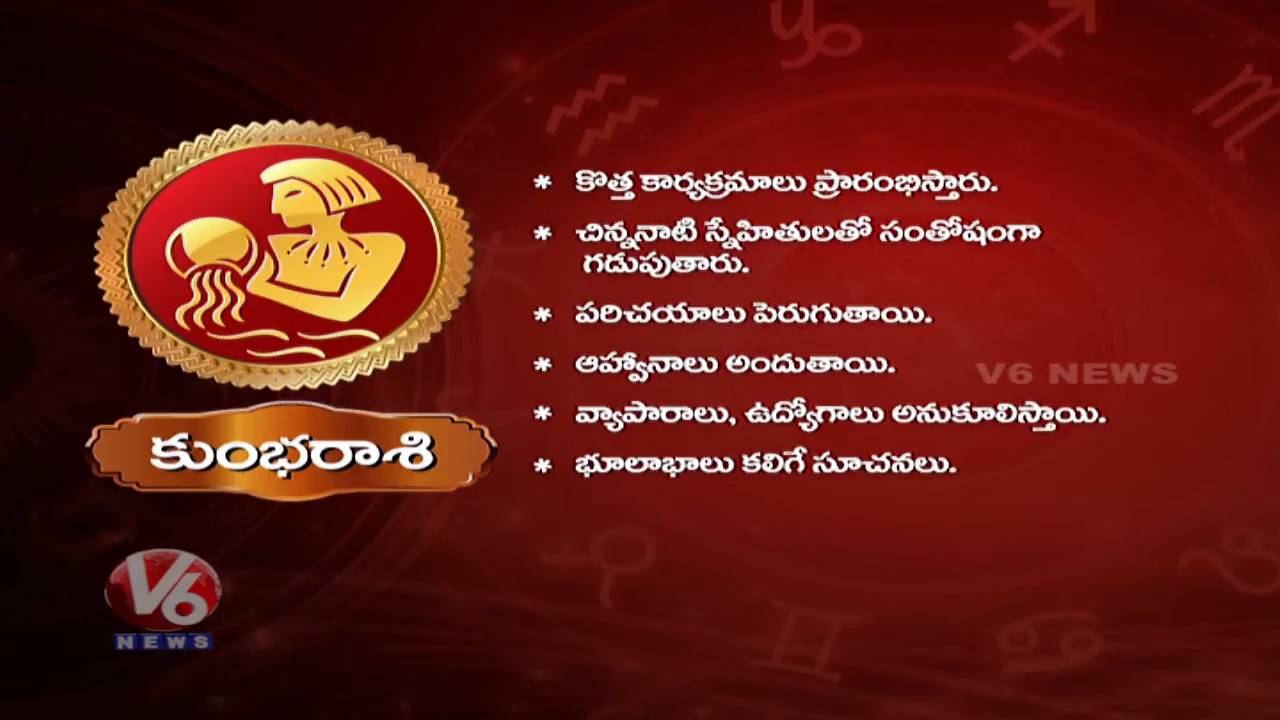 * కొత్త కార్యక్రమాలు ప్రారంభిస్తారు.
* చిన్ననాటి స్నేహితులతో సంతోషంగా
గడుపుతారు.
* పరిచయాలు పెరుగుతాయి.
* ఆహ్వానాలు అందుతాయి.
V6 NEWS
* వ్యాపారాలు, ఉద్యోగాలు అనుకూలిస్తాయి.
* భూలాభాలు కలిగే సూచనలు.
కుంభరాశి
V6
NEWS